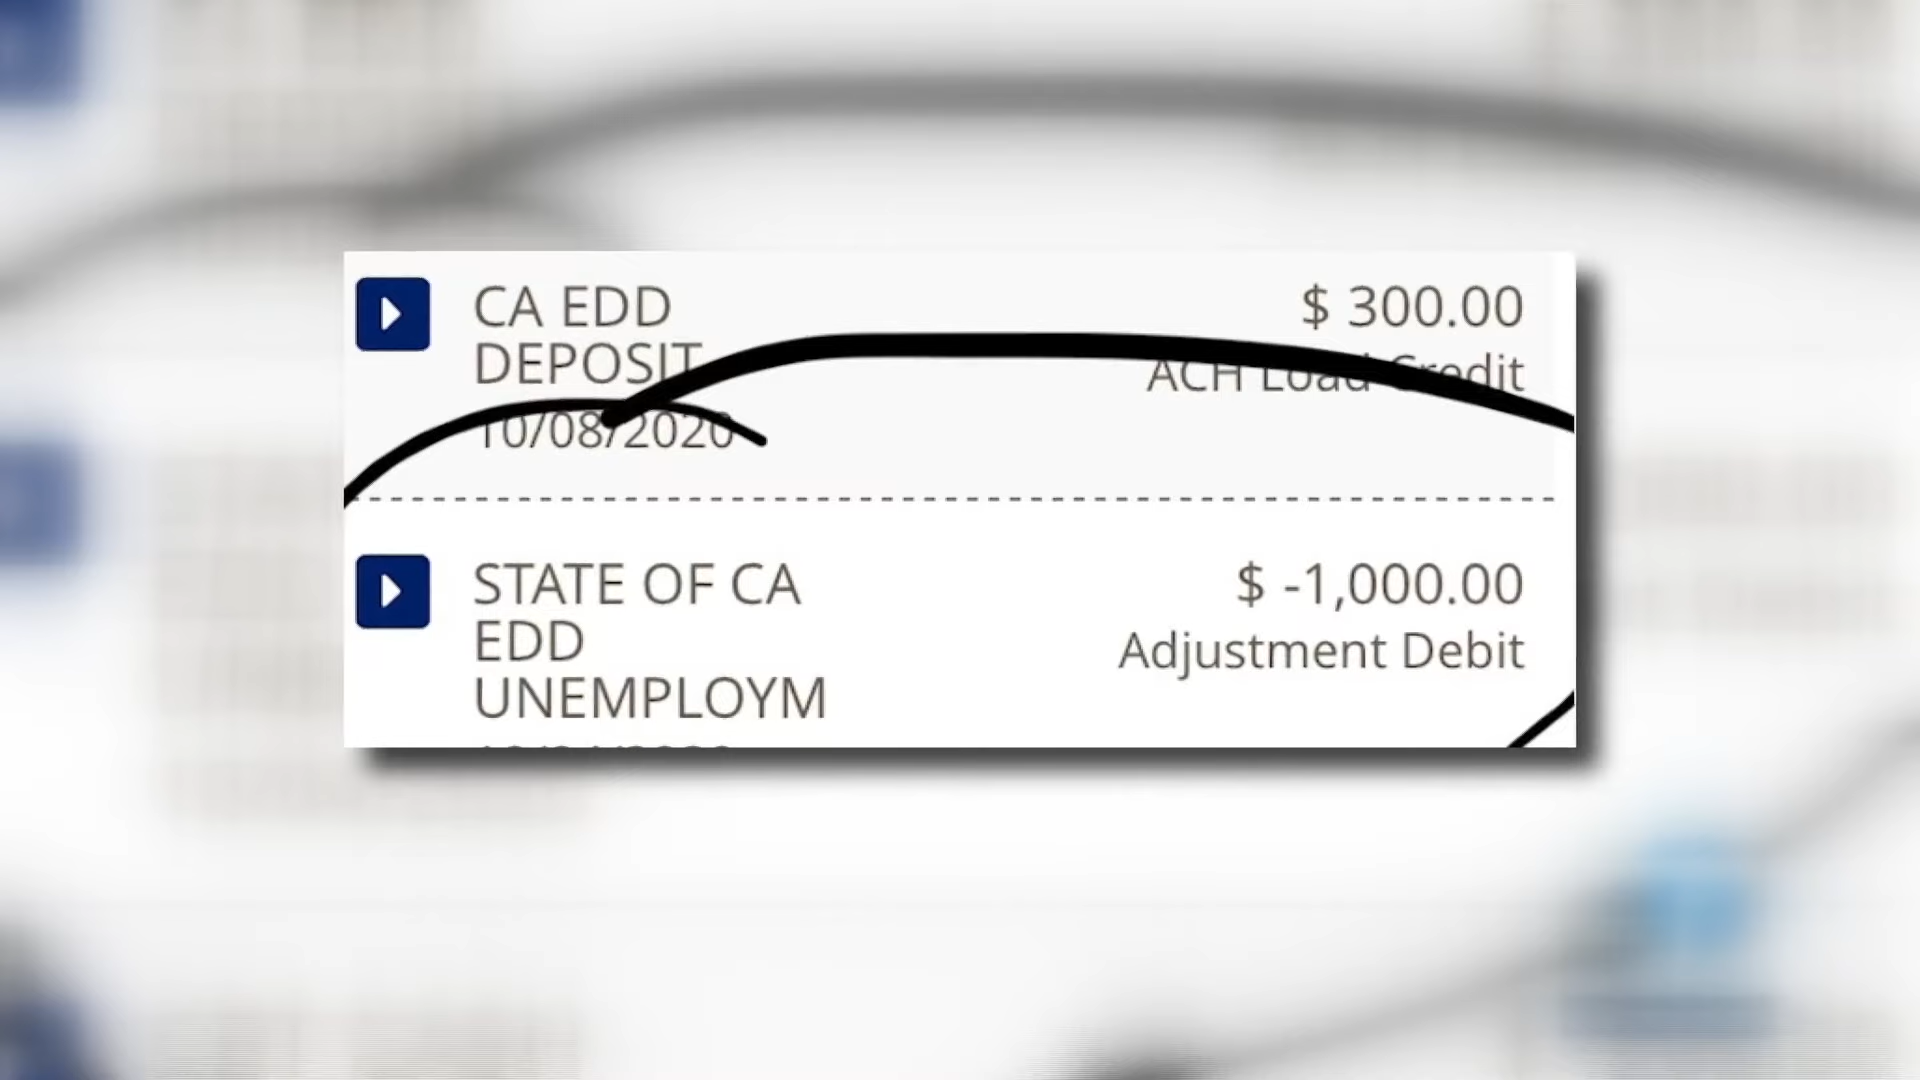 CA EDD $ 300.00
DEPOSIT ACH Load Credit
10/08/2020
STATE OF CA $ -1,000.00
EDD Adjustment Debit
UNEMPLOYM